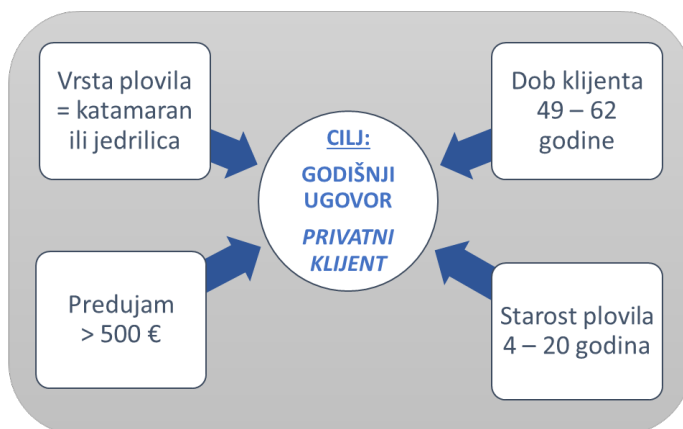 Vrsta plovila
= katamaran
ili jedrilica
Dob klijenta
49 – 62
godine
CILJ:
GODIŠNJI
UGOVOR
PRIVATNI
KLIJENT
Predujam
> 500 €
Starost plovila
4 – 20 godina